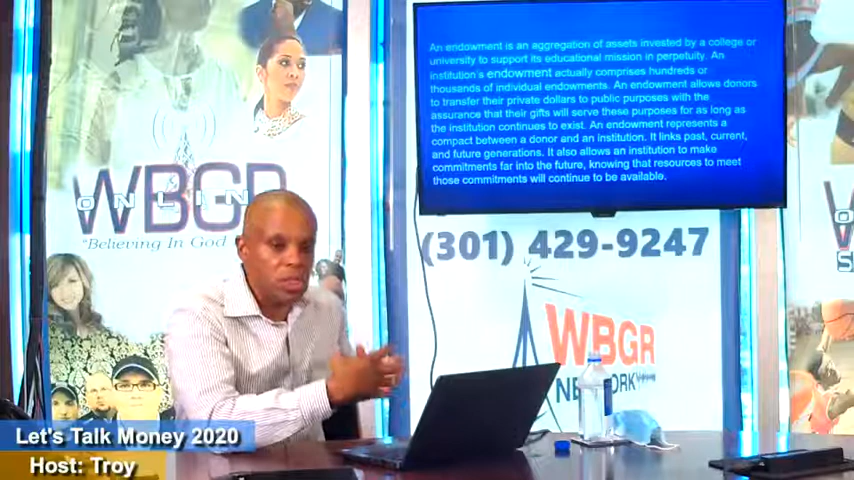 An endowment is an aggregation of assets invested by a college or
university to support its educational mission in perpetuity. An
institution's endowment actually comprises hundreds or
thousands of individual endowments. An endowment allows donors
to transfer their private dollars to public purposes with the
assurance that their gifts will serve these purposes for as long as
the institution continues to exist. An endowment represents a
compact between a donor and an institution. It links past, current,
and future generations. It also allows an institution to make
commitments far into the future, knowing that resources to meet
those commitments will continue to be available.
WBGR
ONLINE
"Believing In God
(301) 429-9247
WBGR
NETWORK
Let's Talk Money 2020
Host: Troy